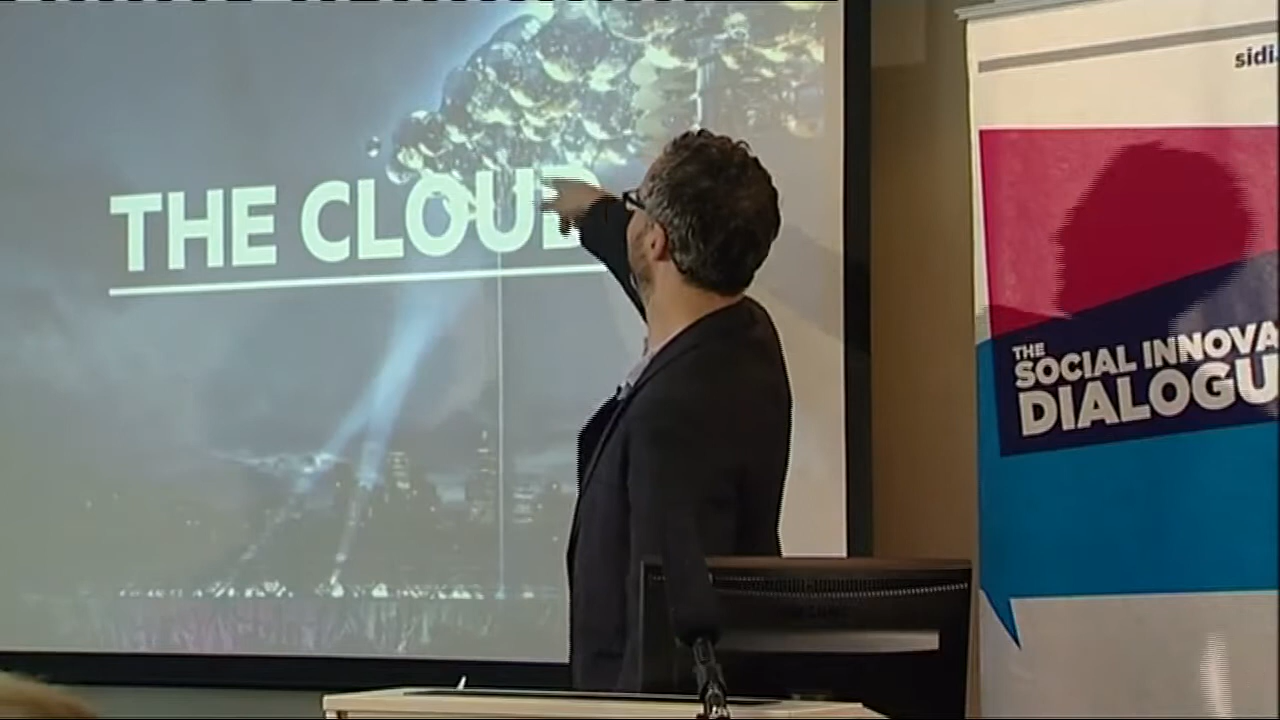 THE CLOUD
sidi
THE
SOCIAL INNOVA
DIALOGU